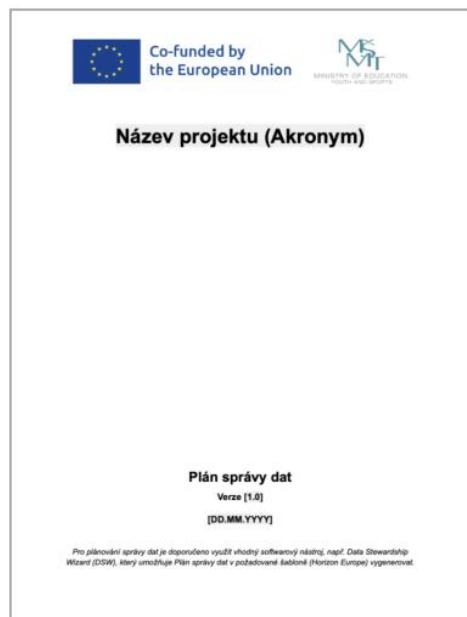 Co-funded by
the European Union
MŠMT
MINISTRY OF EDUCATION
YOUTH AND SPORTS
Název projektu (Akronym)
Plán správy dat
Verze [1.0]
[DD.MM.YYYY]
Pro plánování správy dat je doporučeno využít vhodný softwarový nástroj, např. Data Stewardship
Wizard (DSW), který umožňuje Plán správy dat v požadované šabloně (Horizon Europe) vygenerovat.